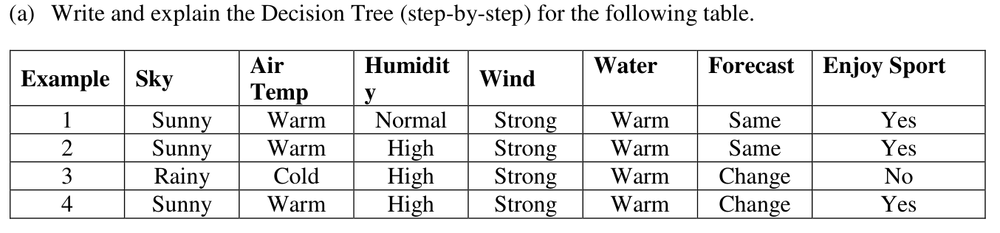 (a) Write and explain the Decision Tree (step-by-step) for the following table.
Example Sky Air Temp Humidity Wind Water Forecast Enjoy Sport
1 Sunny Warm Normal Strong Warm Same Yes
2 Sunny Warm High Strong Warm Same Yes
3 Rainy Cold High Strong Warm Change No
4 Sunny Warm High Strong Warm Change Yes